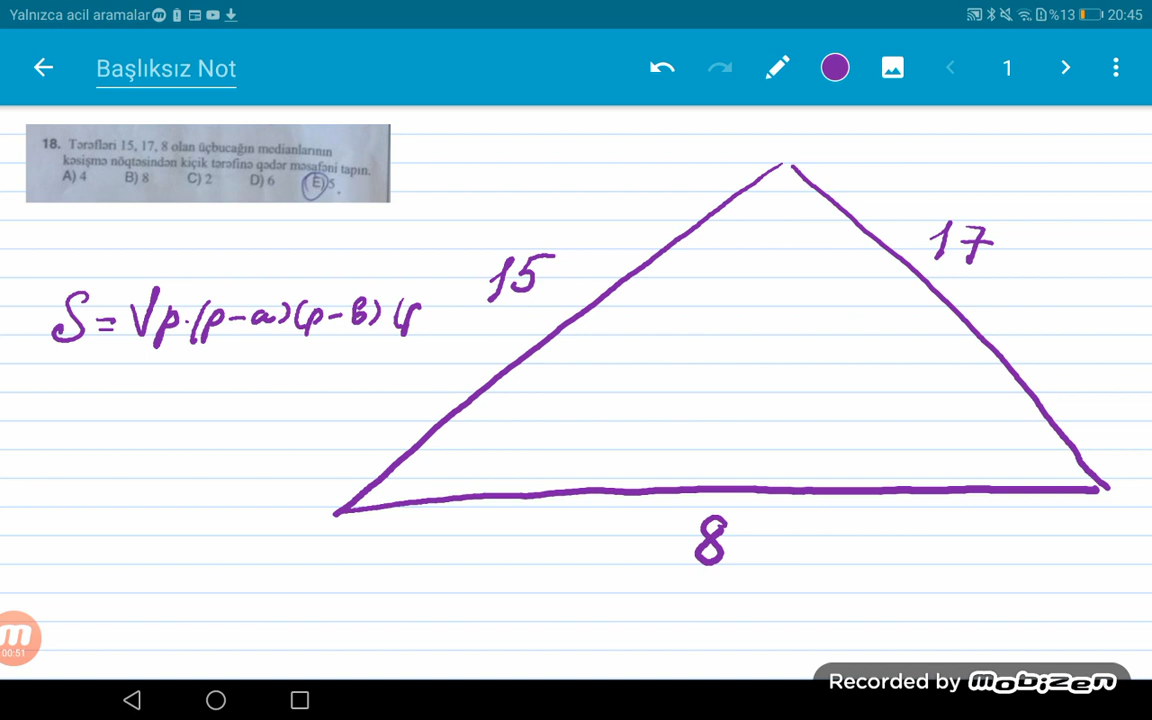 Yalnızca acil aramalar %13 20:45
Başlıksız Not 1
18. Tərəfləri 15, 17, 8 olan üçbucağın medianlarının
kəsişmə nöqtəsindən kiçik tərəfinə qədər məsafəni tapın.
A) 4 B) 8 C) 2 D) 6 E) 5
15
17
S = √p·(p-a)(p-b)(p
8
00:51
Recorded by mobizen